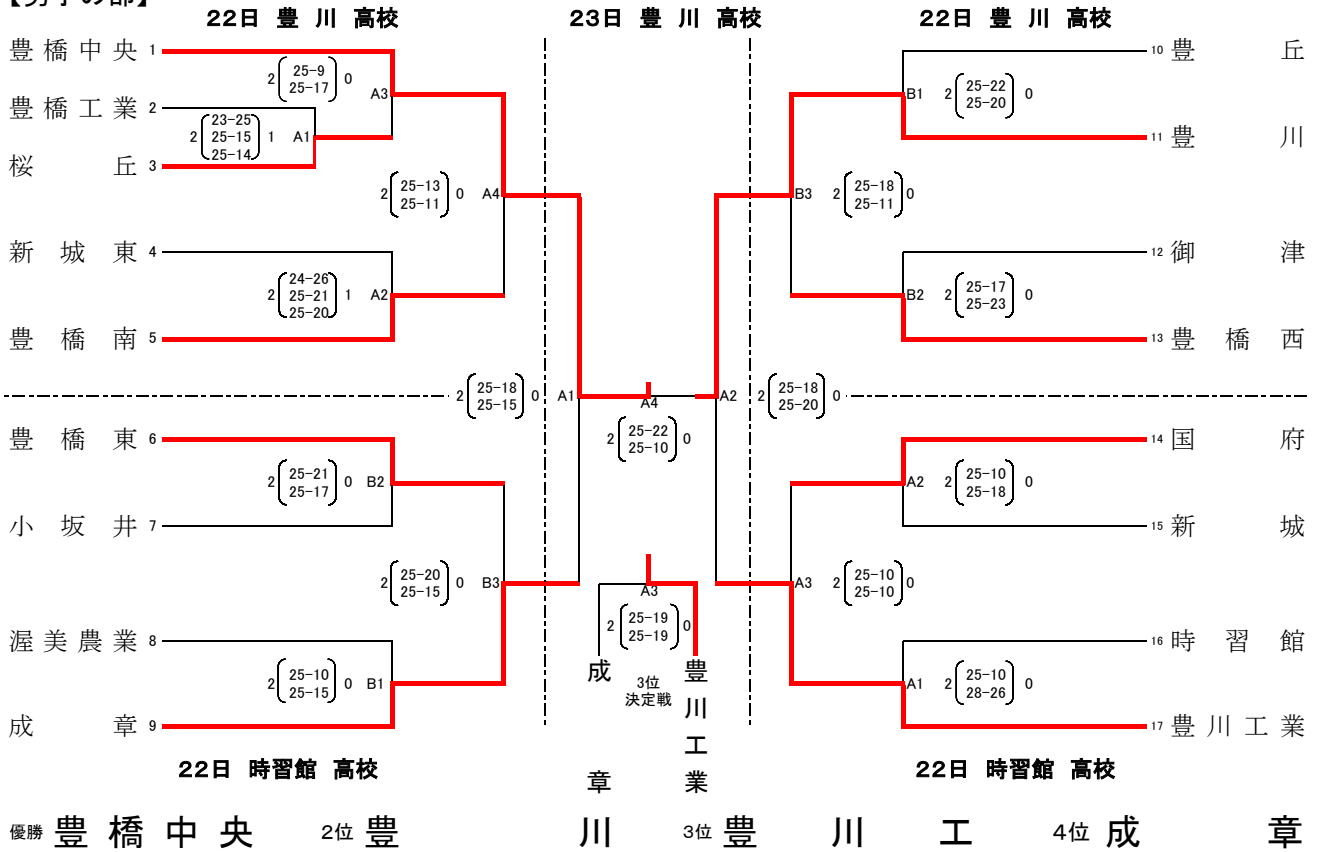 【男子の部】
22日 豊 川 高校
23日 豊 川 高校
22日 豊 川 高校
豊橋中央 1
2 25-9 0
25-17
A3
豊橋工業 2
2 23-25 1
25-15
25-14
A1
桜丘 3
2 25-13 0
25-11
A4
新城東 4
2 24-26 1
25-21
25-20
A2
豊橋南 5
2 25-18 0
25-15
A1
豊橋東 6
2 25-21 0
25-17
B2
小坂井 7
2 25-20 0
25-15
B3
渥美農業 8
2 25-10 0
25-15
B1
成章 9
22日 時習館 高校
A4
2 25-22 0
25-10
A3
2 25-19 0
25-19
成章
3位
決定戦
豊川工業
10 豊丘
B1 2 25-22 0
25-20
11 豊川
B3 2 25-18 0
25-11
12 御津
B2 2 25-17 0
25-23
13 豊橋西
A2 2 25-18 0
25-20
14 国府
A2 2 25-10 0
25-18
15 新城
A3 2 25-10 0
25-10
16 時習館
A1 2 25-10 0
28-26
17 豊川工業
22日 時習館 高校
優勝 豊橋中央 2位 豊川 3位 豊川工 4位 成章